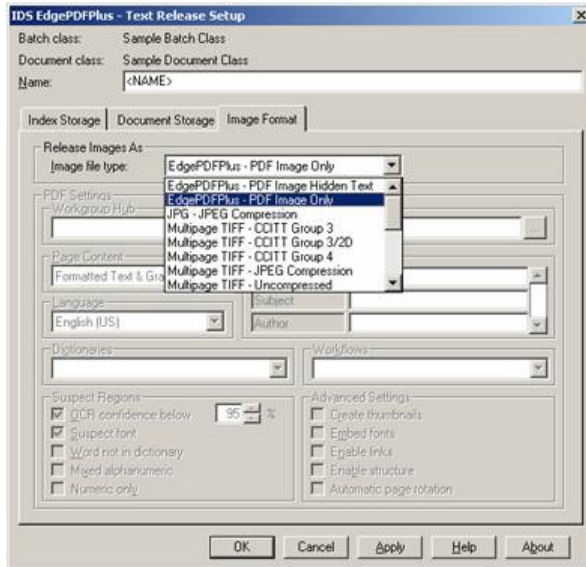 IDS EdgePDFPlus - Text Release Setup
Batch class: Sample Batch Class
Document class: Sample Document Class
Name: <NAME>
Index Storage Document Storage Image Format
Release Images As
Image file type: EdgePDFPlus - PDF Image Only
EdgePDFPlus - PDF Image Hidden Text
EdgePDFPlus - PDF Image Only
JPG - JPEG Compression
Multipage TIFF - CCITT Group 3
Multipage TIFF - CCITT Group 3/2D
Multipage TIFF - CCITT Group 4
Multipage TIFF - JPEG Compression
Multipage TIFF - Uncompressed
PDF Settings
Workgroup Hub
...
Page Content
Formatted Text & Gra
Subject
Language
English (US)
Author
Dictionaries Workflows
Suspect Regions Advanced Settings
OCR confidence below 95 % Create thumbnails
Suspect font Embed fonts
Word not in dictionary Enable links
Mixed alphanumeric Enable structure
Numeric only Automatic page rotation
OK Cancel Apply Help About